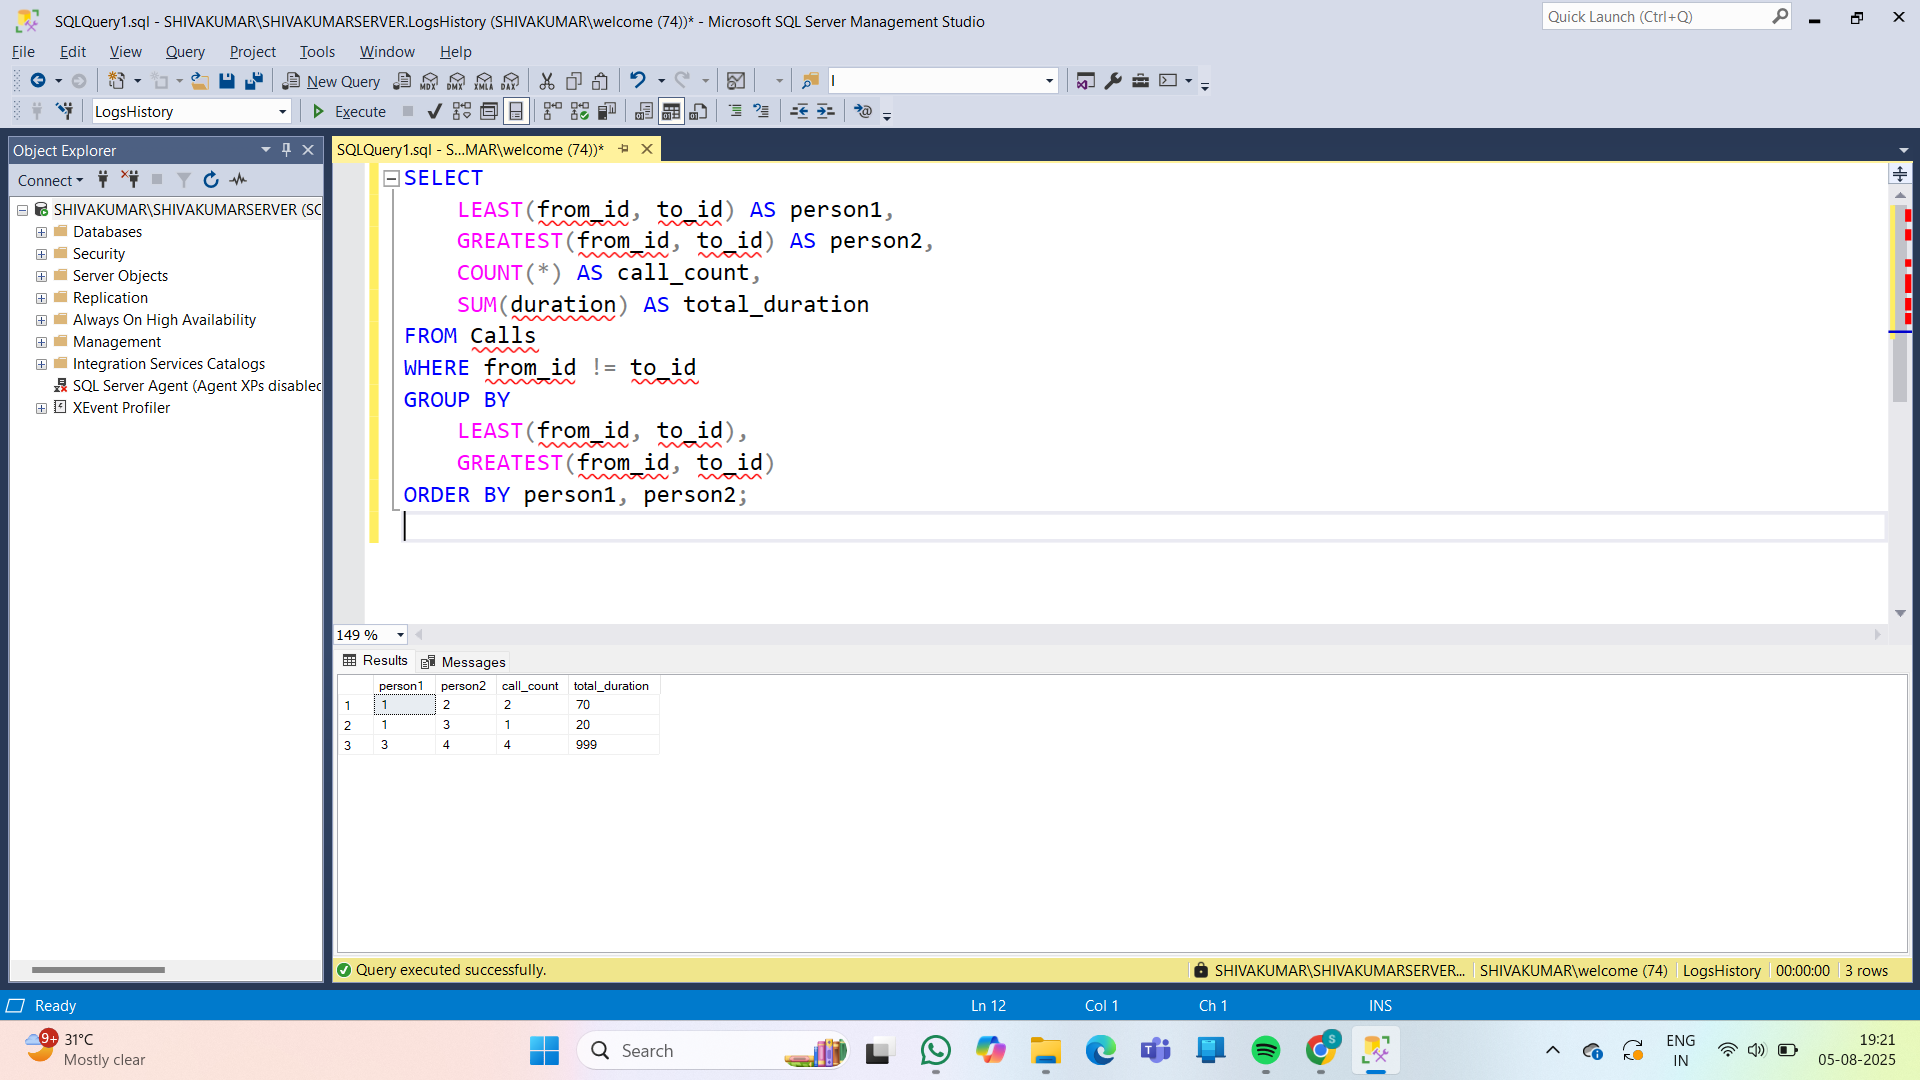 SQLQuery1.sql - SHIVAKUMAR\SHIVAKUMARSERVER.LogsHistory (SHIVAKUMAR\welcome (74))* - Microsoft SQL Server Management Studio
Quick Launch (Ctrl+Q)
File Edit View Query Project Tools Window Help
New Query
MDX DMX XMLA DAX
LogsHistory
Execute
Object Explorer
Connect
SHIVAKUMAR\SHIVAKUMARSERVER (SC
Databases
Security
Server Objects
Replication
Always On High Availability
Management
Integration Services Catalogs
SQL Server Agent (Agent XPs disabled
XEvent Profiler
SQLQuery1.sql - S...MAR\welcome (74))*
SELECT
LEAST(from_id, to_id) AS person1,
GREATEST(from_id, to_id) AS person2,
COUNT(*) AS call_count,
SUM(duration) AS total_duration
FROM Calls
WHERE from_id != to_id
GROUP BY
LEAST(from_id, to_id),
GREATEST(from_id, to_id)
ORDER BY person1, person2;
149 %
Results Messages
person1 person2 call_count total_duration
1 1 2 2 70
2 1 3 1 20
3 3 4 4 999
Query executed successfully.
SHIVAKUMAR\SHIVAKUMARSERVER... SHIVAKUMAR\welcome (74) LogsHistory 00:00:00 3 rows
Ready
Ln 12 Col 1 Ch 1 INS
9+
31°C
Mostly clear
Search
S
ENG
IN
19:21
05-08-2025